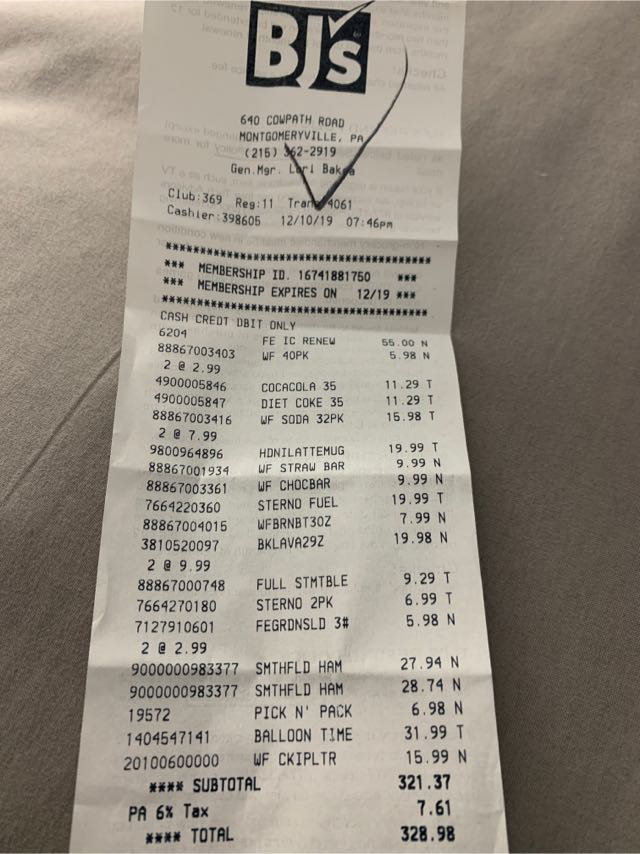 BJ's
640 COWPATH ROAD
MONTGOMERYVILLE, PA
(215) 362-2919
Gen.Mgr. Lori
Club:369 Reg:11 Tran:4061
Cashier:398605 12/10/19 07:46pm
****************************************
*** MEMBERSHIP ID. 16741881750 ***
*** MEMBERSHIP EXPIRES ON 12/19 ***
****************************************
CASH CREDT DBIT ONLY
6204 FE IC RENEW 55.00 N
88867003403 WF 40PK 5.98 N
2 @ 2.99
4900005846 COCACOLA 35 11.29 T
4900005847 DIET COKE 35 11.29 T
88867003416 WF SODA 32PK 15.98 T
2 @ 7.99
9800964896 HDNILATTEMUG 19.99 T
88867001934 WF STRAW BAR 9.99 N
88867003361 WF CHOCBAR 9.99 N
7664220360 STERNO FUEL 19.99 T
88867004015 WFBRNBT30Z 7.99 N
3810520097 BKLAVA29Z 19.98 N
2 @ 9.99
88867000748 FULL STMTBLE 9.29 T
7664270180 STERNO 2PK 6.99 T
7127910601 FEGRDNSLD 3# 5.98 N
2 @ 2.99
9000000983377 SMTHFLD HAM 27.94 N
9000000983377 SMTHFLD HAM 28.74 N
19572 PICK N' PACK 6.98 N
1404547141 BALLOON TIME 31.99 T
20100600000 WF CKIPLTR 15.99 N
**** SUBTOTAL 321.37
PA 6% Tax 7.61
**** TOTAL 328.98